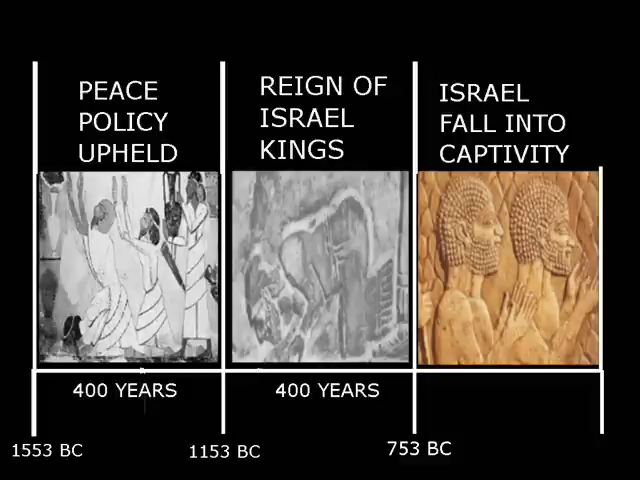 PEACE
POLICY
UPHELD
REIGN OF
ISRAEL
KINGS
ISRAEL
FALL INTO
CAPTIVITY
400 YEARS
400 YEARS
1553 BC
1153 BC
753 BC